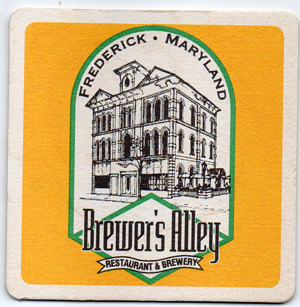 FREDERICK • MARYLAND
Brewer's Alley
RESTAURANT & BREWERY